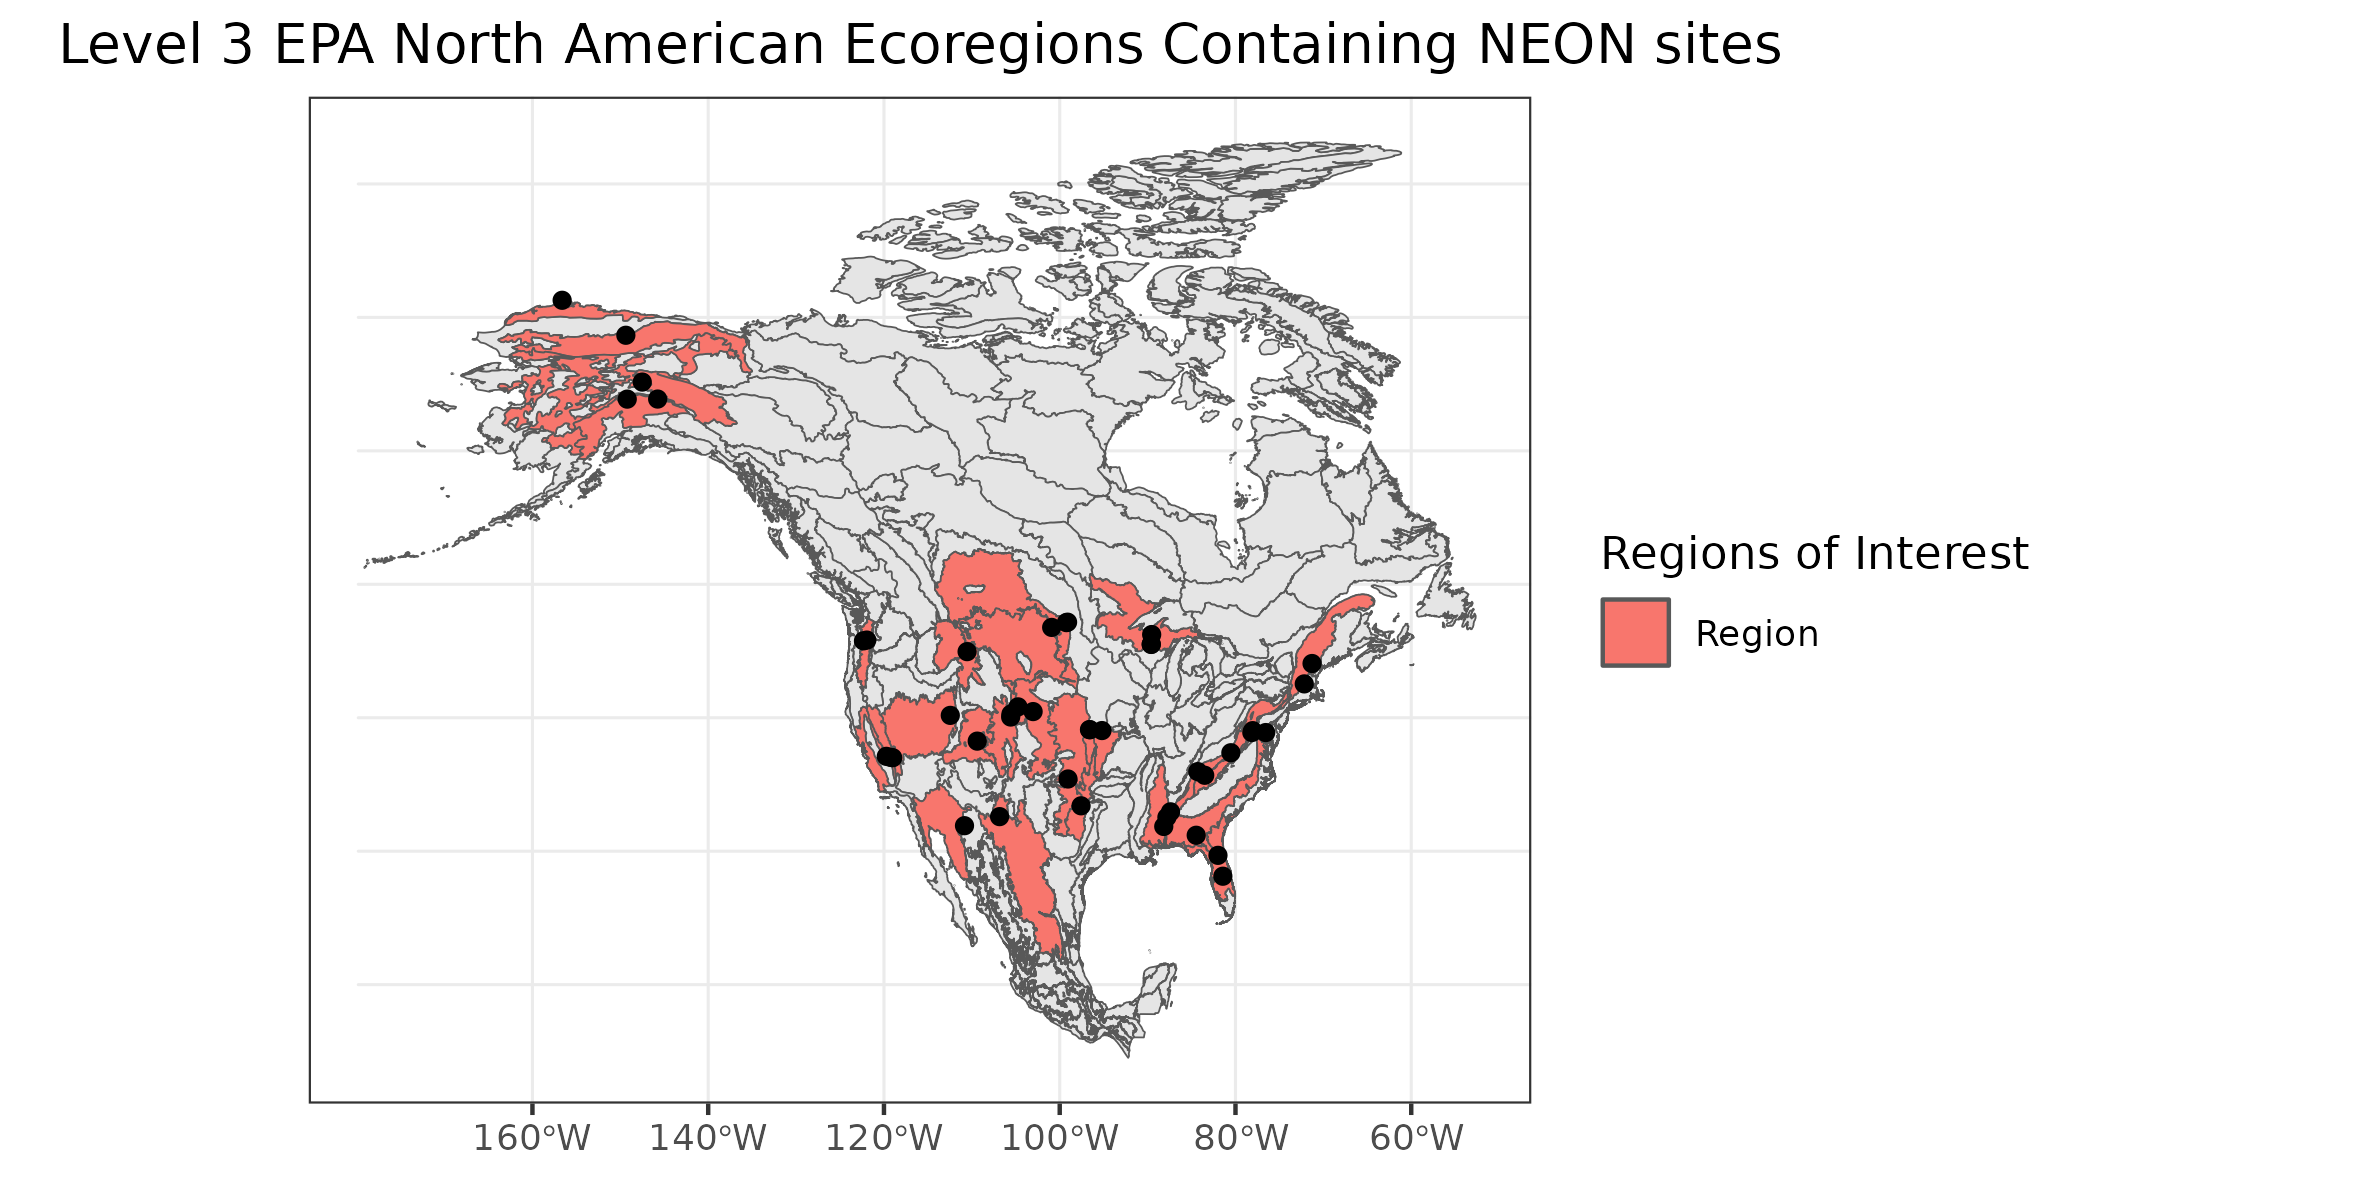 Level 3 EPA North American Ecoregions Containing NEON sites
Regions of Interest
Region
160°W 140°W 120°W 100°W 80°W 60°W